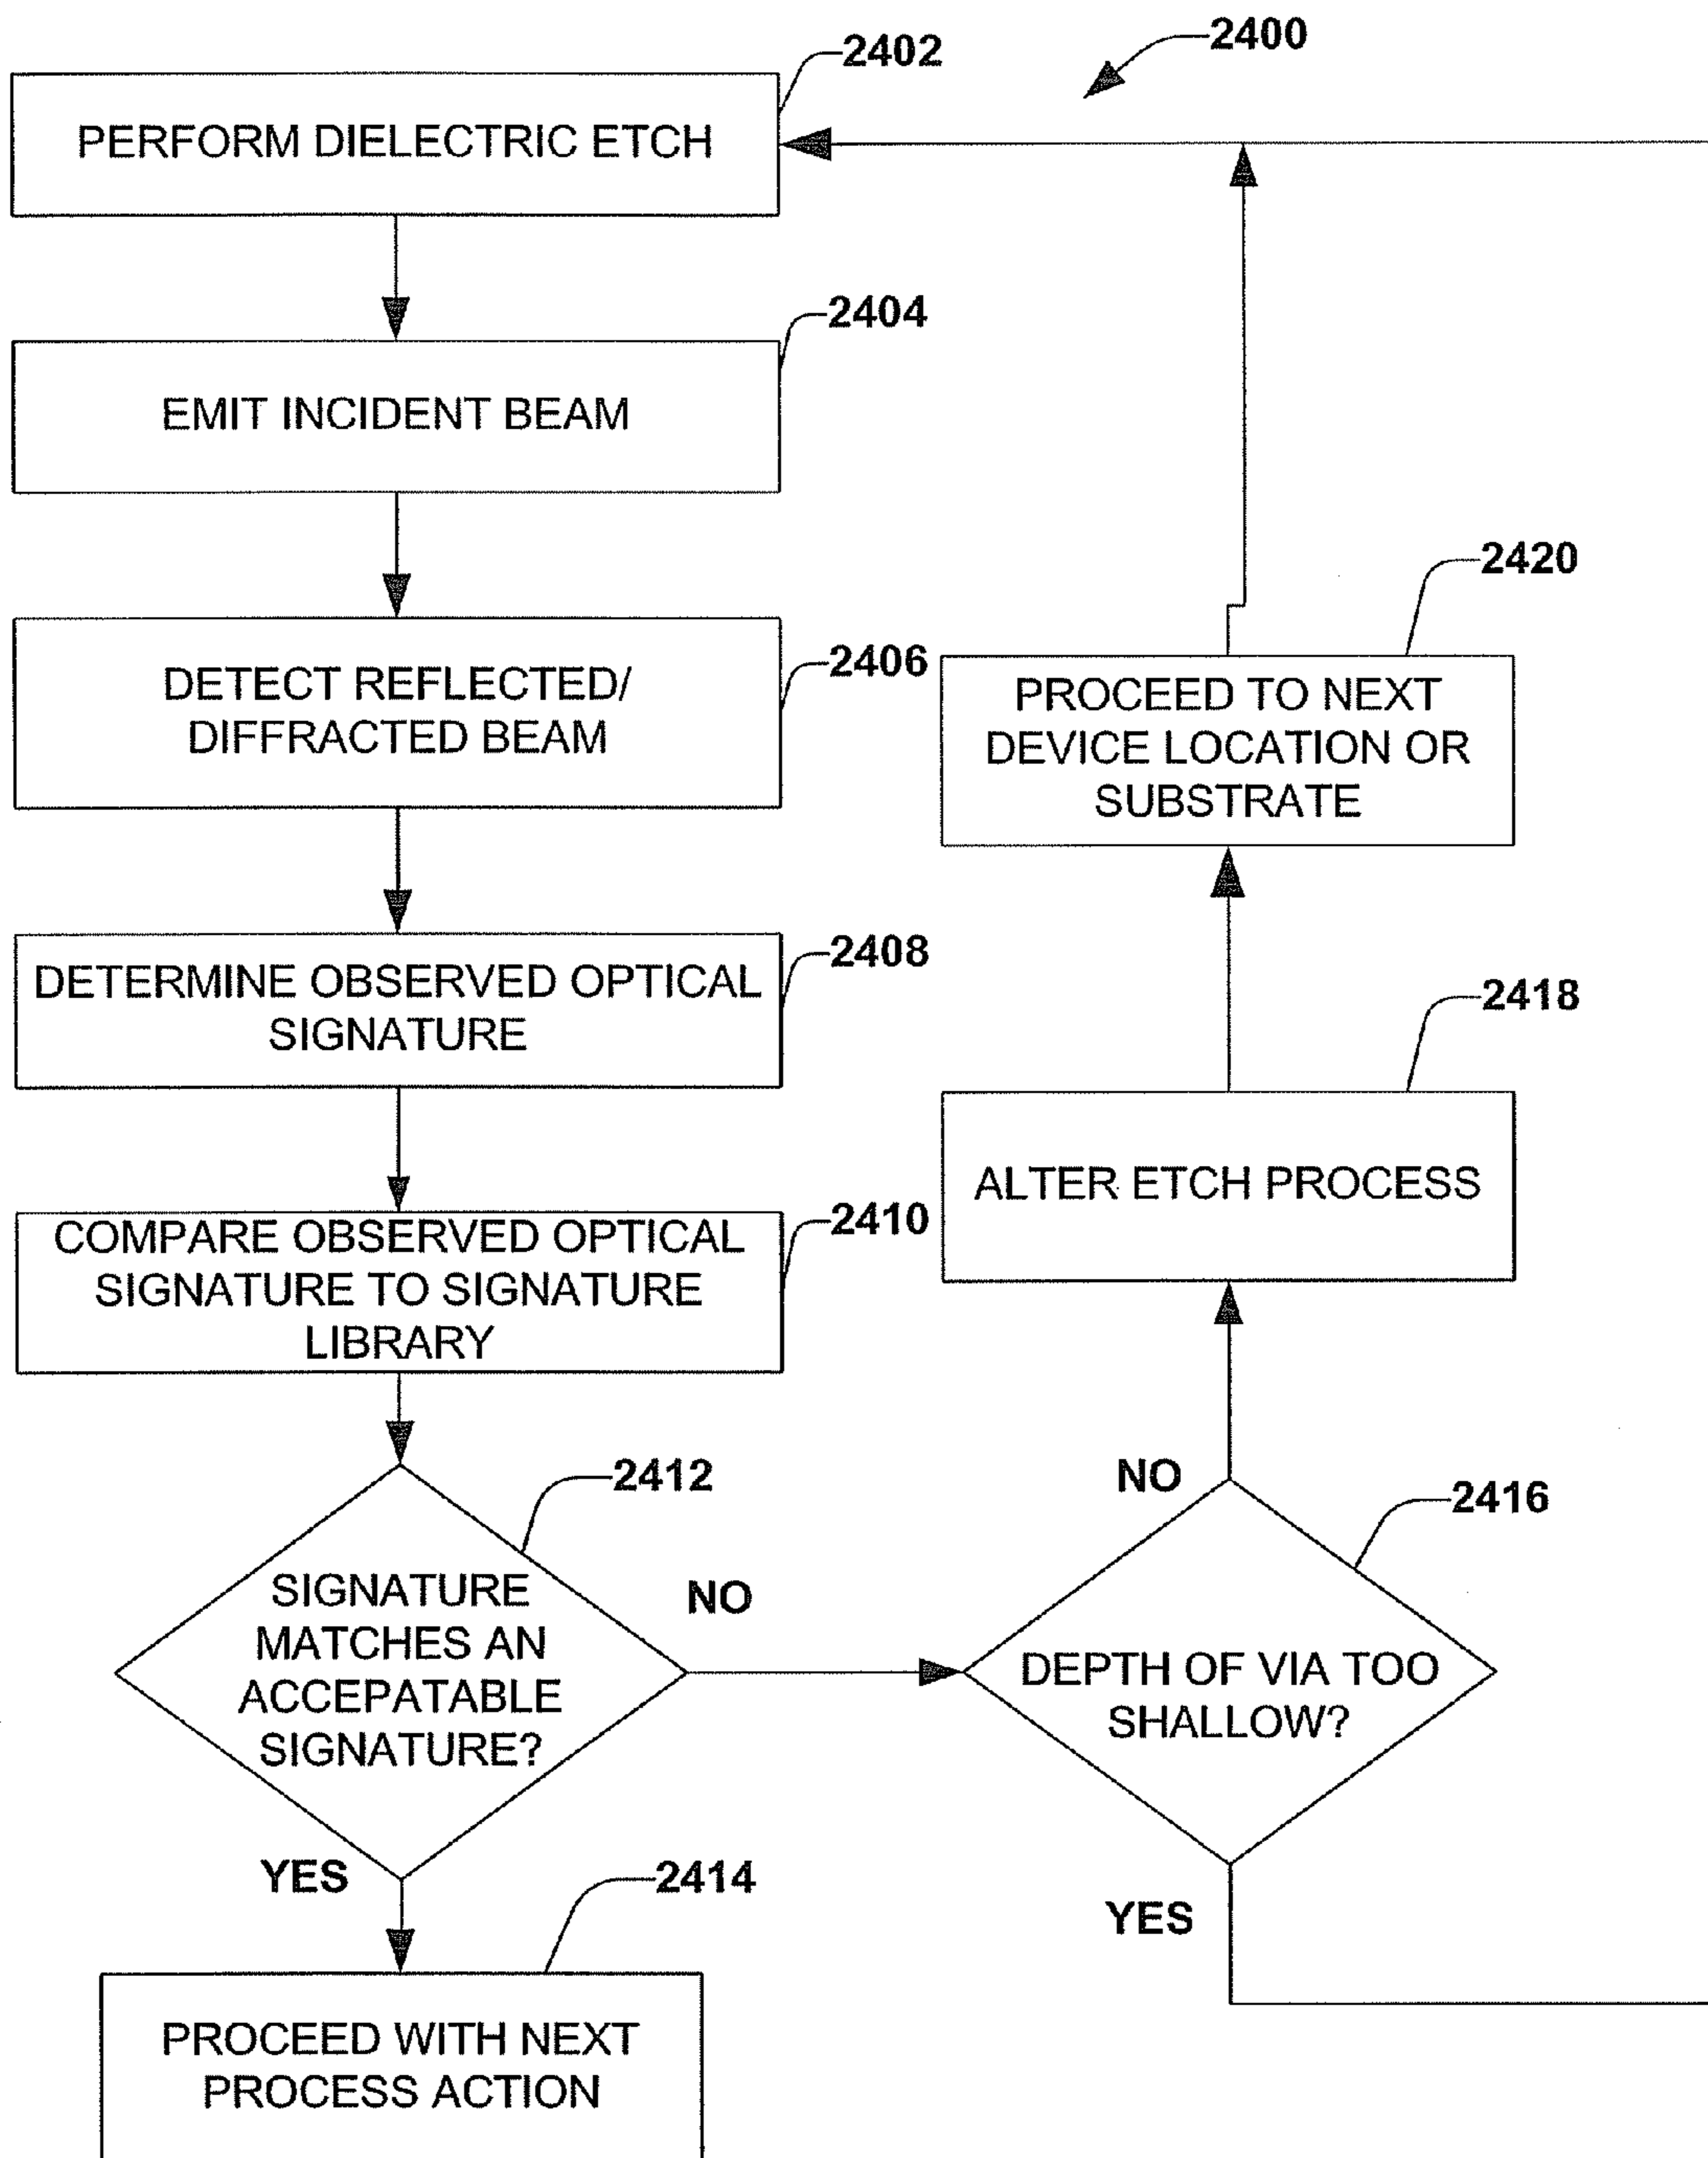 2400
2402
PERFORM DIELECTRIC ETCH
2404
EMIT INCIDENT BEAM
2406
DETECT REFLECTED/
DIFFRACTED BEAM
2408
DETERMINE OBSERVED OPTICAL
SIGNATURE
2410
COMPARE OBSERVED OPTICAL
SIGNATURE TO SIGNATURE
LIBRARY
2412
SIGNATURE
MATCHES AN
ACCEPATABLE
SIGNATURE?
NO
YES
2414
PROCEED WITH NEXT
PROCESS ACTION
2416
DEPTH OF VIA TOO
SHALLOW?
NO
YES
2418
ALTER ETCH PROCESS
2420
PROCEED TO NEXT
DEVICE LOCATION OR
SUBSTRATE